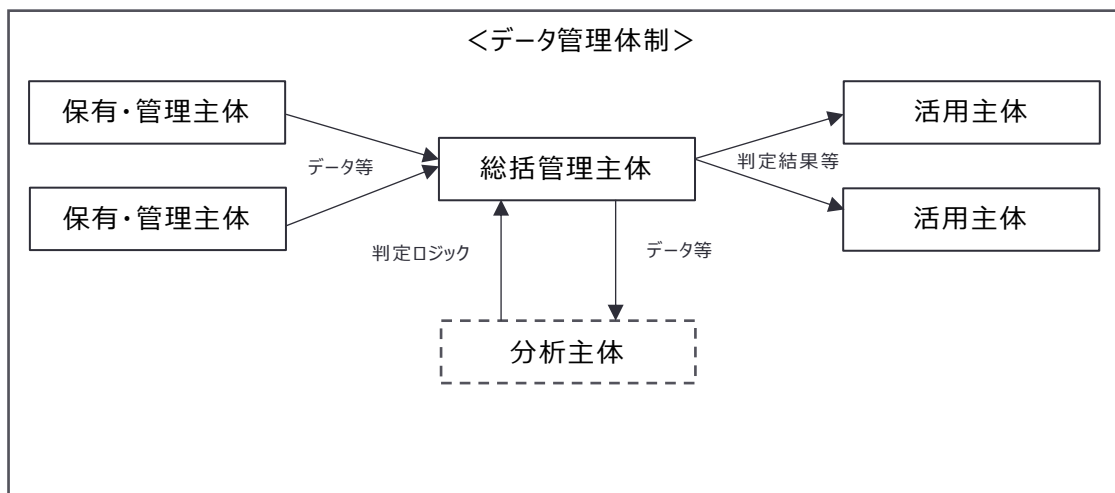 ＜データ管理体制＞
保有・管理主体
データ等
保有・管理主体
総括管理主体
判定ロジック
データ等
分析主体
活用主体
判定結果等
活用主体